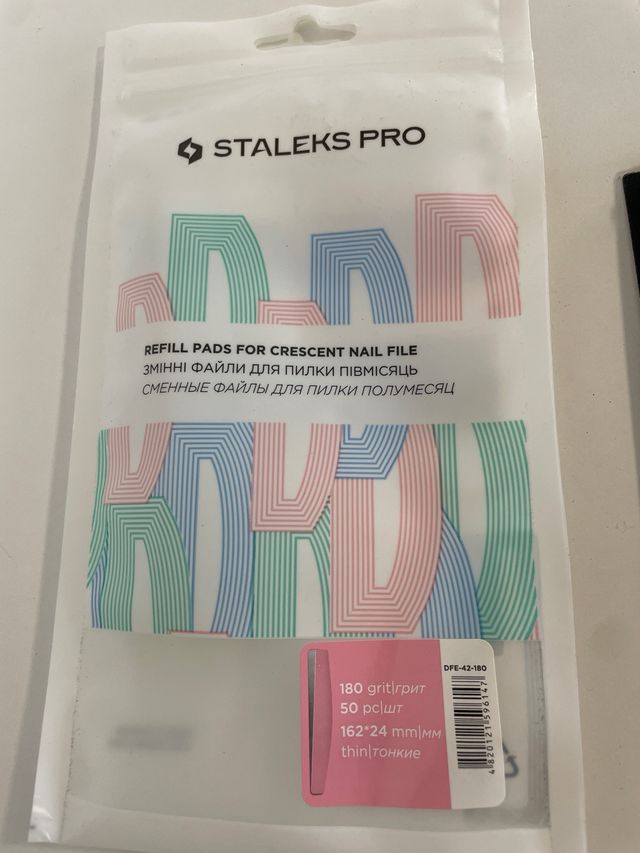 STALEKS PRO
REFILL PADS FOR CRESCENT NAIL FILE
ЗМІННІ ФАЙЛИ ДЛЯ ПИЛКИ ПІВМІСЯЦЬ
СМЕННЫЕ ФАЙЛЫ ДЛЯ ПИЛКИ ПОЛУМЕСЯЦ
DFE-42-180
180 grit|грит
50 pc|шт
162*24 mm|мм
thin|тонкие
4820121596147